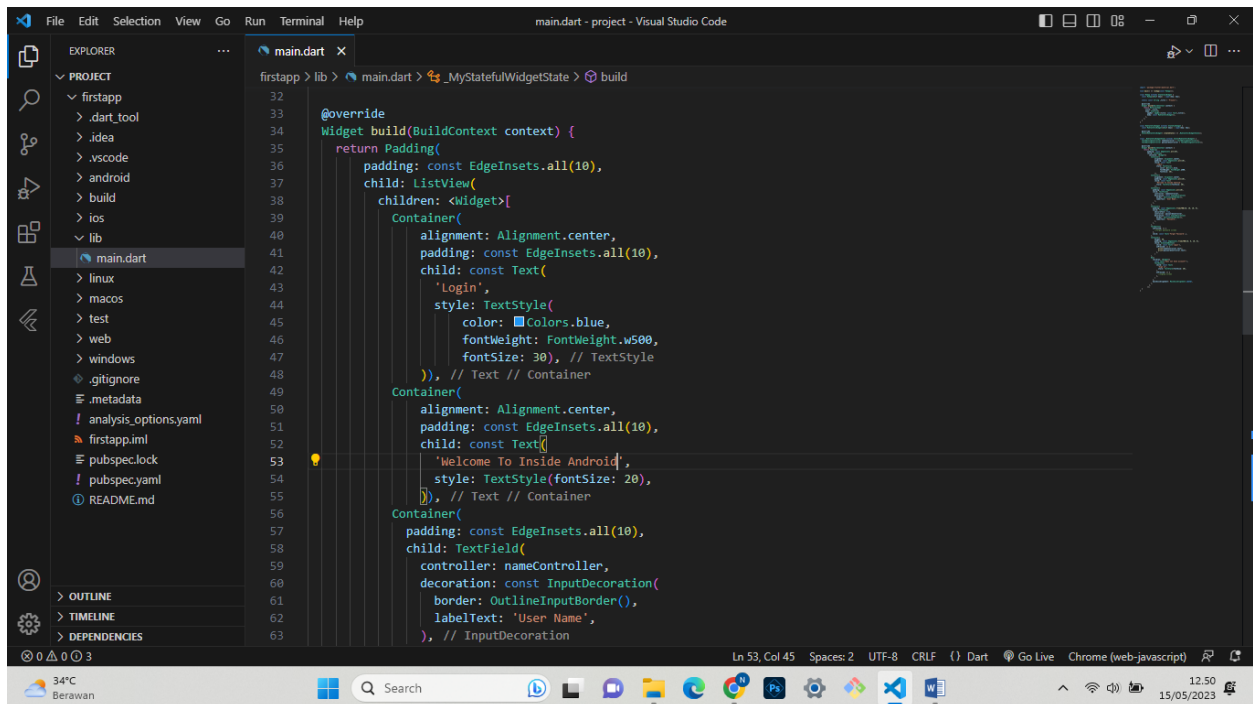 File Edit Selection View Go Run Terminal Help main.dart - project - Visual Studio Code
EXPLORER
PROJECT
firstapp
.dart_tool
.idea
.vscode
android
build
ios
lib
main.dart
linux
macos
test
web
windows
.gitignore
.metadata
analysis_options.yaml
firstapp.iml
pubspec.lock
pubspec.yaml
README.md
OUTLINE
TIMELINE
DEPENDENCIES
main.dart
firstapp > lib > main.dart > _MyStatefulWidgetState > build
32
33 @override
34 Widget build(BuildContext context) {
35 return Padding(
36 padding: const EdgeInsets.all(10),
37 child: ListView(
38 children: <Widget>[
39 Container(
40 alignment: Alignment.center,
41 padding: const EdgeInsets.all(10),
42 child: const Text(
43 'Login',
44 style: TextStyle(
45 color: Colors.blue,
46 fontWeight: FontWeight.w500,
47 fontSize: 30), // TextStyle
48 )), // Text // Container
49 Container(
50 alignment: Alignment.center,
51 padding: const EdgeInsets.all(10),
52 child: const Text(
53 'Welcome To Inside Android',
54 style: TextStyle(fontSize: 20),
55 )), // Text // Container
56 Container(
57 padding: const EdgeInsets.all(10),
58 child: TextField(
59 controller: nameController,
60 decoration: const InputDecoration(
61 border: OutlineInputBorder(),
62 labelText: 'User Name',
63 ), // InputDecoration
0 0 3 Ln 53, Col 45 Spaces: 2 UTF-8 CRLF {} Dart Go Live Chrome (web-javascript)
34°C
Berawan
Search
12.50
15/05/2023